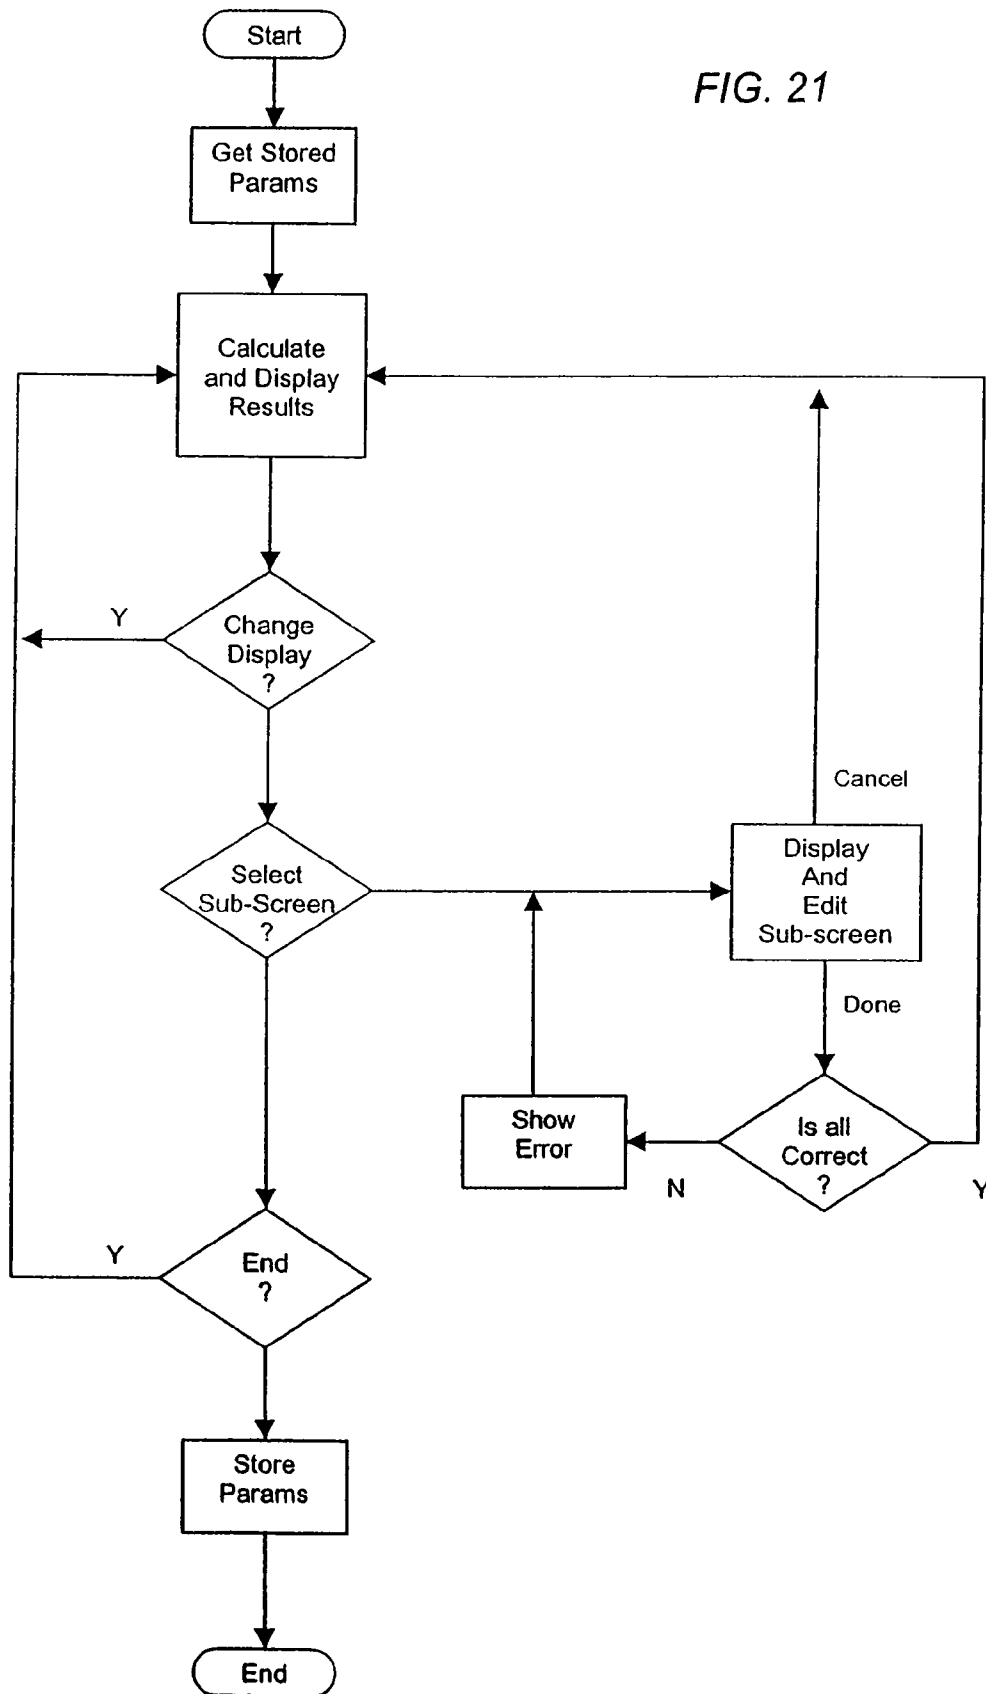 Start
FIG. 21
Get Stored
Params
Calculate
and Display
Results
Y
Change
Display
?
Cancel
Select
Sub-Screen
?
Display
And
Edit
Sub-screen
Done
Show
Error
Is all
Correct
?
N
Y
Y
End
?
Store
Params
End